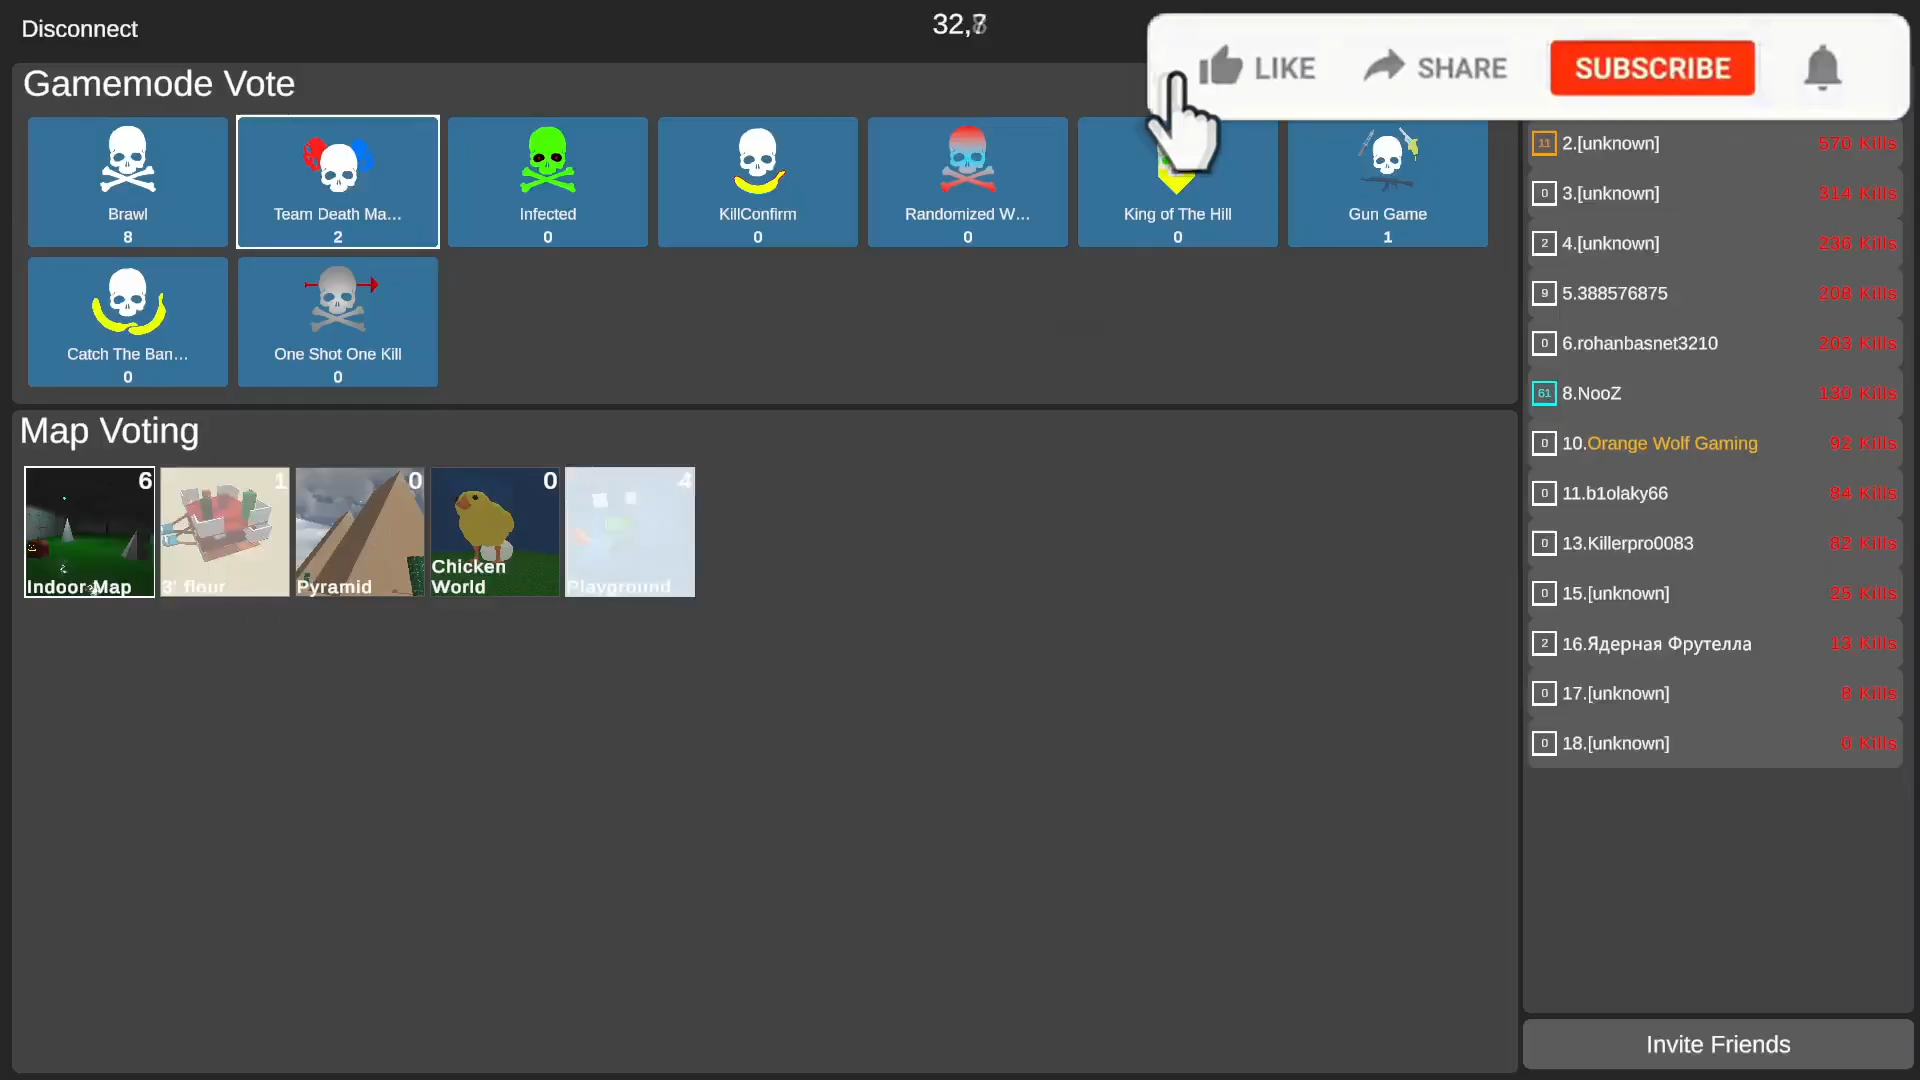 Disconnect
32,
LIKE
SHARE
SUBSCRIBE
Gamemode Vote
Brawl
8
Team Death Ma...
2
Infected
0
KillConfirm
0
Randomized W...
0
King of The Hill
0
Gun Game
1
Catch The Ban...
0
One Shot One Kill
0
Map Voting
6
Indoor Map
1
3' flour
0
Pyramid
0
Chicken
World
4
Playground
11 2.[unknown] 570 Kills
0 3.[unknown] 314 Kills
2 4.[unknown] 236 Kills
9 5.388576875 208 Kills
0 6.rohanbasnet3210 203 Kills
61 8.NooZ 130 Kills
0 10.Orange Wolf Gaming 92 Kills
0 11.b1olaky66 84 Kills
0 13.Killerpro0083 82 Kills
0 15.[unknown] 25 Kills
2 16.Ядерная Фрутелла 13 Kills
0 17.[unknown] 8 Kills
0 18.[unknown] 0 Kills
Invite Friends